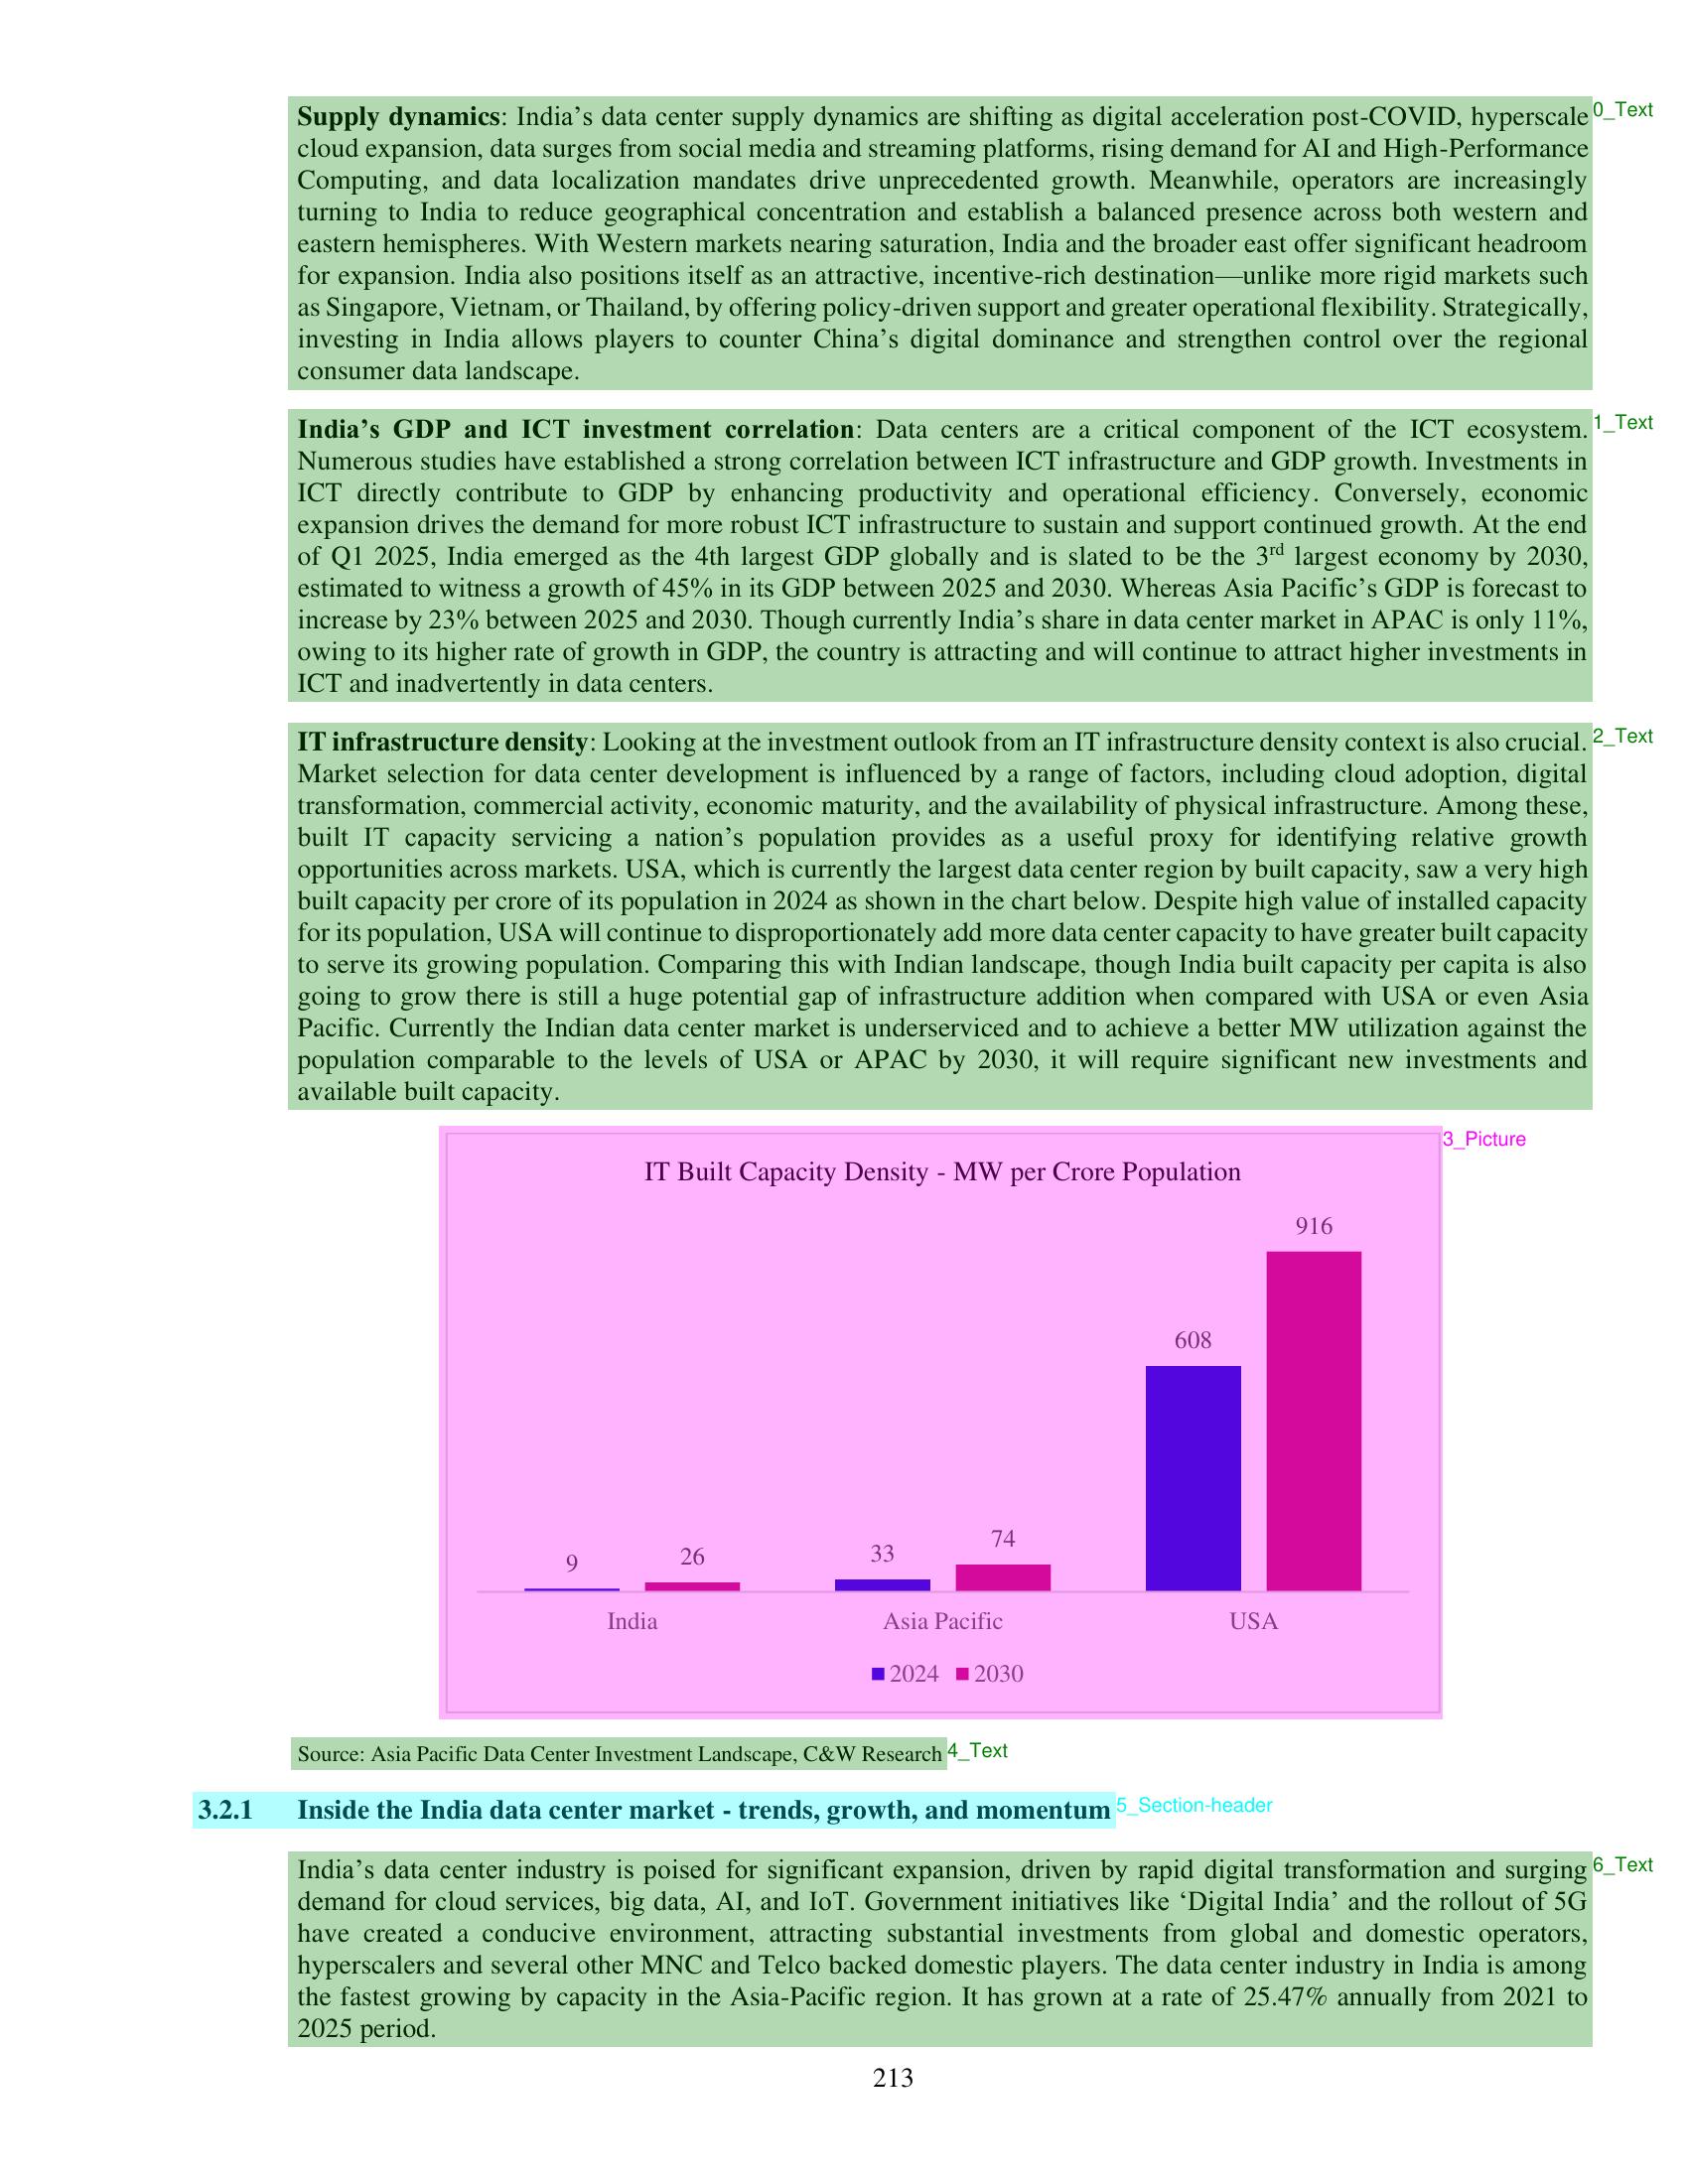 Supply dynamics: India’s data center supply dynamics are shifting as digital acceleration post-COVID, hyperscale
cloud expansion, data surges from social media and streaming platforms, rising demand for AI and High-Performance
Computing, and data localization mandates drive unprecedented growth. Meanwhile, operators are increasingly
turning to India to reduce geographical concentration and establish a balanced presence across both western and
eastern hemispheres. With Western markets nearing saturation, India and the broader east offer significant headroom
for expansion. India also positions itself as an attractive, incentive-rich destination—unlike more rigid markets such
as Singapore, Vietnam, or Thailand, by offering policy-driven support and greater operational flexibility. Strategically,
investing in India allows players to counter China’s digital dominance and strengthen control over the regional
consumer data landscape.
0_Text
India’s GDP and ICT investment correlation: Data centers are a critical component of the ICT ecosystem.
Numerous studies have established a strong correlation between ICT infrastructure and GDP growth. Investments in
ICT directly contribute to GDP by enhancing productivity and operational efficiency. Conversely, economic
expansion drives the demand for more robust ICT infrastructure to sustain and support continued growth. At the end
of Q1 2025, India emerged as the 4th largest GDP globally and is slated to be the 3rd largest economy by 2030,
estimated to witness a growth of 45% in its GDP between 2025 and 2030. Whereas Asia Pacific’s GDP is forecast to
increase by 23% between 2025 and 2030. Though currently India’s share in data center market in APAC is only 11%,
owing to its higher rate of growth in GDP, the country is attracting and will continue to attract higher investments in
ICT and inadvertently in data centers.
1_Text
IT infrastructure density: Looking at the investment outlook from an IT infrastructure density context is also crucial.
Market selection for data center development is influenced by a range of factors, including cloud adoption, digital
transformation, commercial activity, economic maturity, and the availability of physical infrastructure. Among these,
built IT capacity servicing a nation’s population provides as a useful proxy for identifying relative growth
opportunities across markets. USA, which is currently the largest data center region by built capacity, saw a very high
built capacity per crore of its population in 2024 as shown in the chart below. Despite high value of installed capacity
for its population, USA will continue to disproportionately add more data center capacity to have greater built capacity
to serve its growing population. Comparing this with Indian landscape, though India built capacity per capita is also
going to grow there is still a huge potential gap of infrastructure addition when compared with USA or even Asia
Pacific. Currently the Indian data center market is underserviced and to achieve a better MW utilization against the
population comparable to the levels of USA or APAC by 2030, it will require significant new investments and
available built capacity.
2_Text
3_Picture
IT Built Capacity Density - MW per Crore Population
916
608
9 26 33 74
India Asia Pacific USA
2024 2030
Source: Asia Pacific Data Center Investment Landscape, C&W Research
4_Text
3.2.1 Inside the India data center market - trends, growth, and momentum
5_Section-header
India’s data center industry is poised for significant expansion, driven by rapid digital transformation and surging
demand for cloud services, big data, AI, and IoT. Government initiatives like ‘Digital India’ and the rollout of 5G
have created a conducive environment, attracting substantial investments from global and domestic operators,
hyperscalers and several other MNC and Telco backed domestic players. The data center industry in India is among
the fastest growing by capacity in the Asia-Pacific region. It has grown at a rate of 25.47% annually from 2021 to
2025 period.
6_Text
213